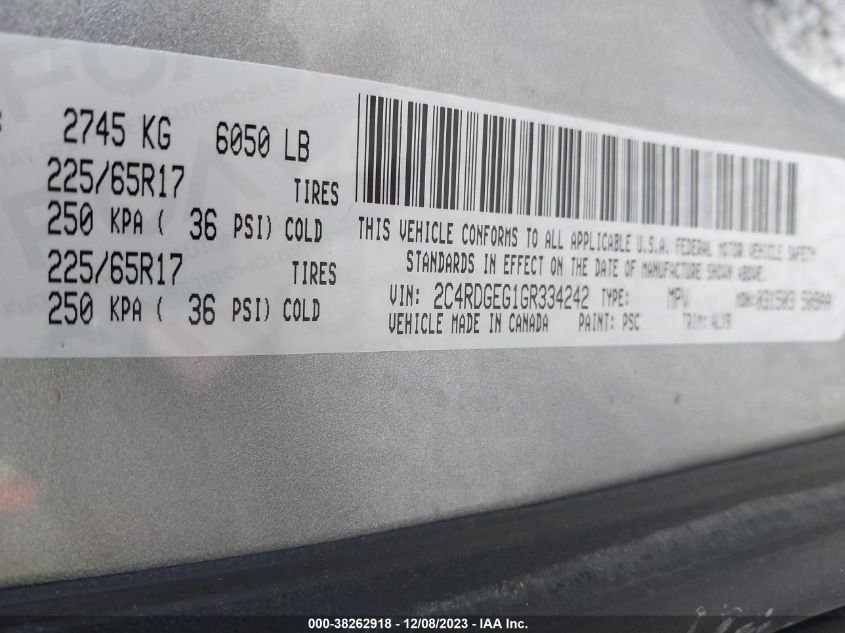 2745 KG 6050 LB
225/65R17 TIRES
250 KPA ( 36 PSI) COLD
225/65R17 TIRES
250 KPA ( 36 PSI) COLD
THIS VEHICLE CONFORMS TO ALL APPLICABLE U.S.A. FEDERAL MOTOR VEHICLE SAFETY
STANDARDS IN EFFECT ON THE DATE OF MANUFACTURE SHOWN ABOVE.
VIN: 2C4RDGEG1GR334242 TYPE: MPV MDH:
VEHICLE MADE IN CANADA PAINT: PSC TRIM:
000-38262918 - 12/08/2023 - IAA Inc.